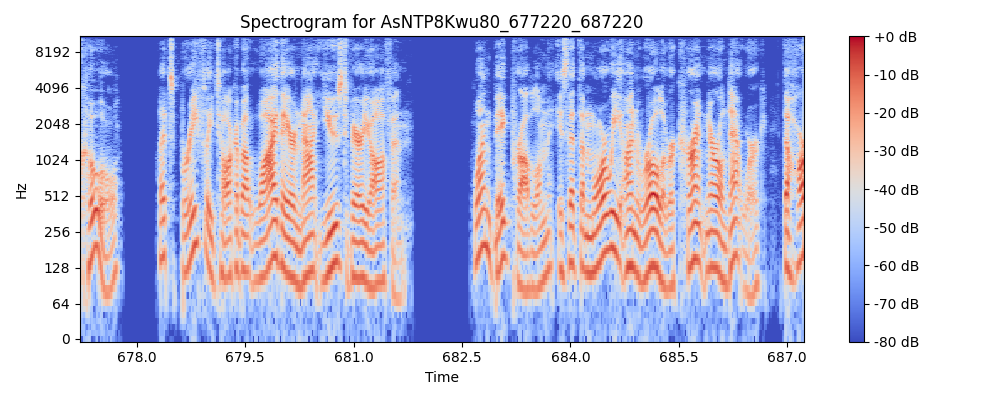 Spectrogram for AsNTP8Kwu80_677220_687220
8192
4096
2048
1024
512
256
128
64
0
Hz
678.0 679.5 681.0 682.5 684.0 685.5 687.0
Time
+0 dB
-10 dB
-20 dB
-30 dB
-40 dB
-50 dB
-60 dB
-70 dB
-80 dB